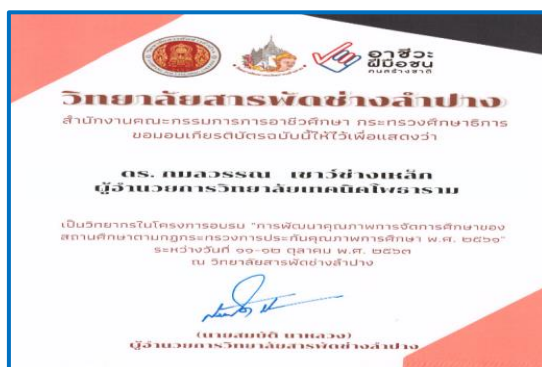 อาชีวะ
ฝีมือชน
คนสร้างชาติ
วิทยาลัยสารพัดช่างลำปาง
สำนักงานคณะกรรมการการอาชีวศึกษา กระทรวงศึกษาธิการ
ขอมอบเกียรติบัตรฉบับนี้ให้ไว้เพื่อแสดงว่า
ดร. กมลวรรณ เชาว์ช่างเหล็ก
ผู้อำนวยการวิทยาลัยเทคนิคโพธาราม
เป็นวิทยากรในโครงการอบรม "การพัฒนาคุณภาพการจัดการศึกษาของ
สถานศึกษาตามกฎกระทรวงการประกันคุณภาพการศึกษา พ.ศ. ๒๕๖๑"
ระหว่างวันที่ ๑๑-๑๒ ตุลาคม พ.ศ. ๒๕๖๓
ณ วิทยาลัยสารพัดช่างลำปาง
(นายสมบัติ นาหลวง)
ผู้อำนวยการวิทยาลัยสารพัดช่างลำปาง